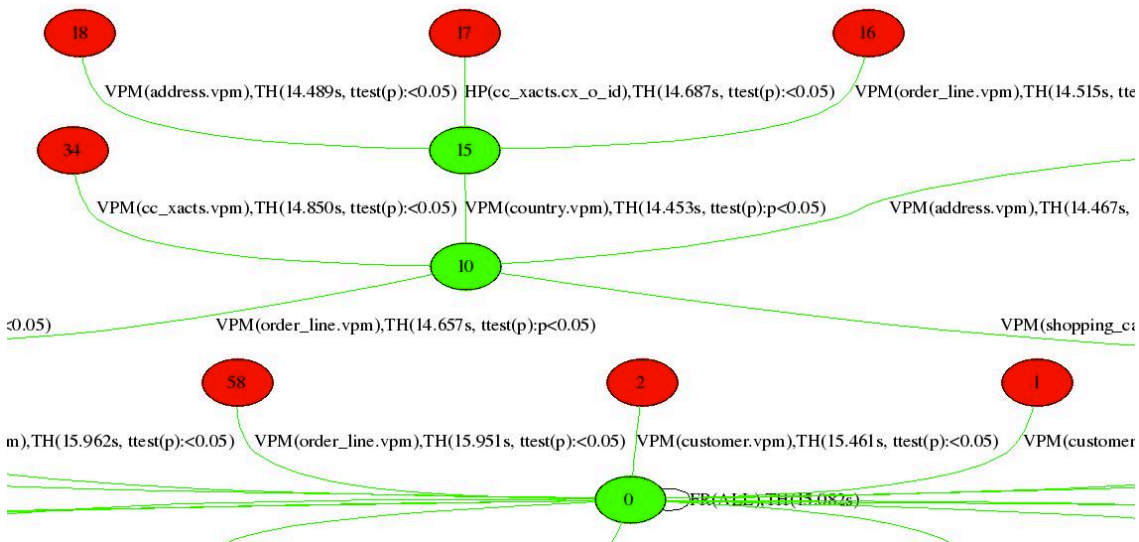 18 17 16
VPM(address.vpm),TH(14.489s, ttest(p):<0.05) HP(cc_xacts.cx_o_id),TH(14.687s, ttest(p):<0.05) VPM(order_line.vpm),TH(14.515s, tte
34 15
VPM(cc_xacts.vpm),TH(14.850s, ttest(p):<0.05) VPM(country.vpm),TH(14.453s, ttest(p):p<0.05) VPM(address.vpm),TH(14.467s,
10
<0.05) VPM(order_line.vpm),TH(14.657s, ttest(p):p<0.05) VPM(shopping_ca
58 2 1
m),TH(15.962s, ttest(p):<0.05) VPM(order_line.vpm),TH(15.951s, ttest(p):<0.05) VPM(customer.vpm),TH(15.461s, ttest(p):<0.05) VPM(customer
0 FR(ALL),TH(15.082s)